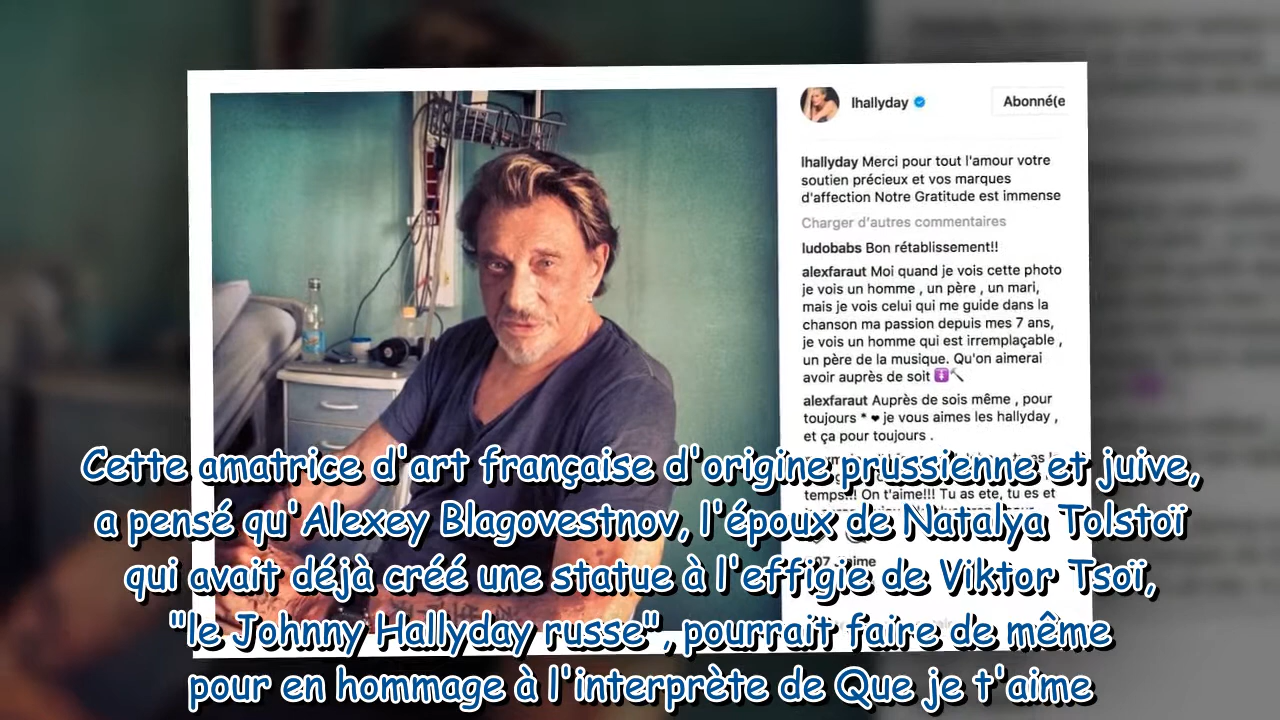 lhallyday
Abonné(e
lhallyday Merci pour tout l'amour votre
soutien précieux et vos marques
d'affection Notre Gratitude est immense
Charger d'autres commentaires
ludobabs Bon rétablissement!!
alexfaraut Moi quand je vois cette photo
je vois un homme , un père , un mari,
mais je vois celui qui me guide dans la
chanson ma passion depuis mes 7 ans,
je vois un homme qui est irremplaçable ,
un père de la musique. Qu'on aimerai
avoir auprès de soit 🚺🔨
alexfaraut Auprès de sois même , pour
toujours * ❤ je vous aimes les hallyday ,
et ça pour toujours .
temps!!! On t'aime!!! Tu as ete, tu es et
Cette amatrice d'art française d'origine prussienne et juive,
a pensé qu'Alexey Blagovestnov, l'époux de Natalya Tolstoï
qui avait déjà créé une statue à l'effigie de Viktor Tsoï,
"le Johnny Hallyday russe", pourrait faire de même
pour en hommage à l'interprète de Que je t'aime